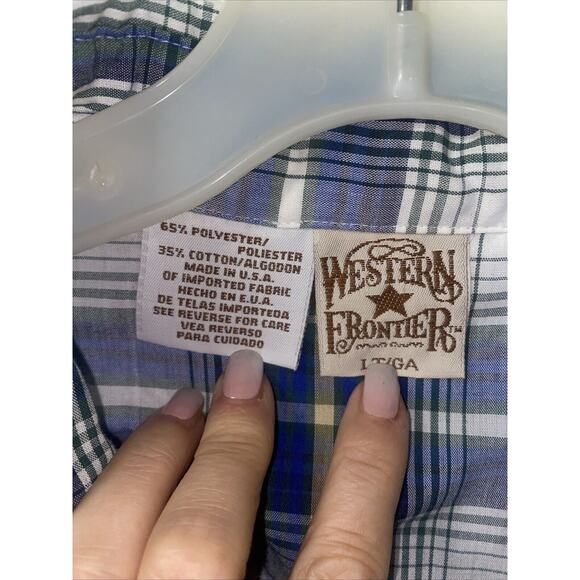 65% POLYESTER/
POLIESTER
35% COTTON/ALGODON
MADE IN U.S.A.
OF IMPORTED FABRIC
HECHO EN E.U.A.
DE TELAS IMPORTEDA
SEE REVERSE FOR CARE
VEA REVERSO
PARA CUIDADO
WESTERN
FRONTIER™
LT/GA